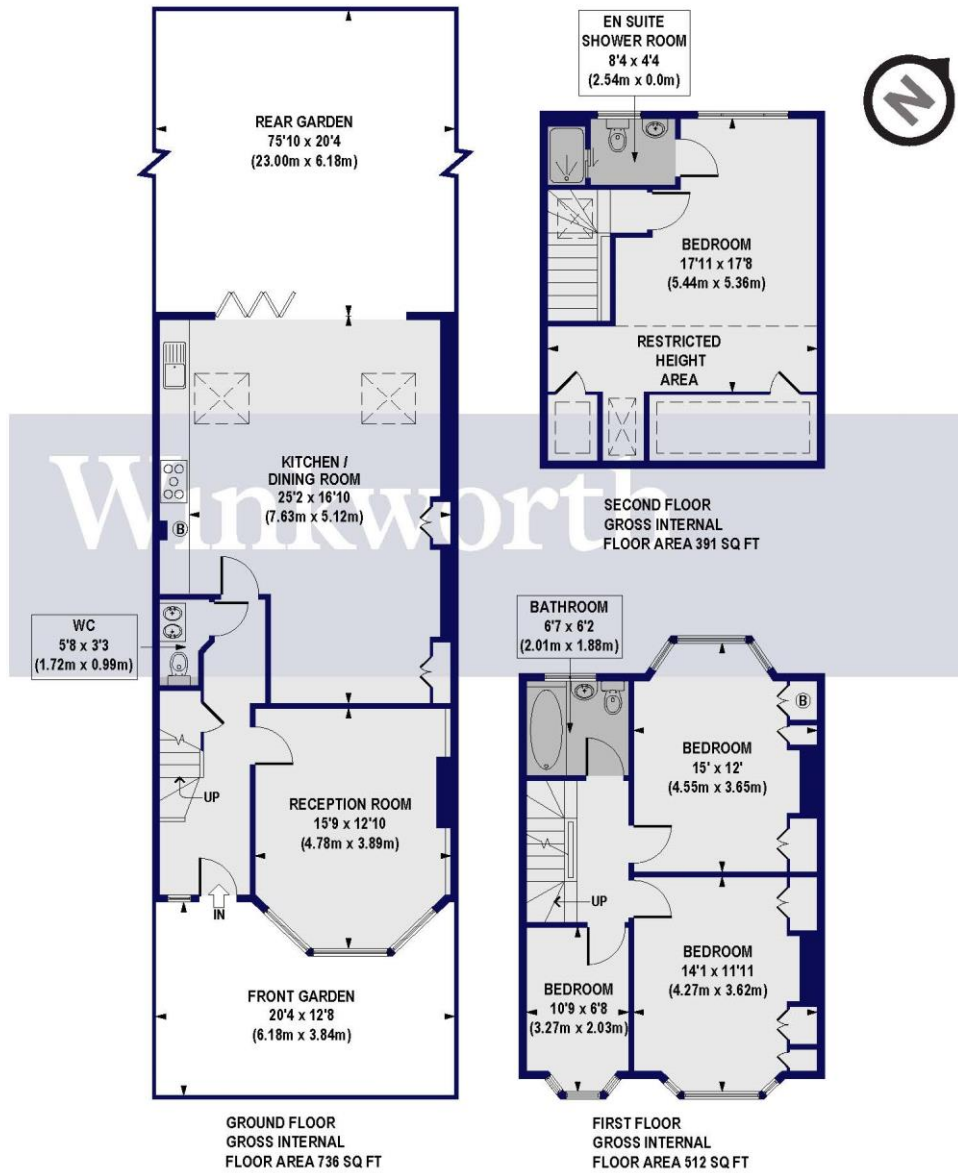 REAR GARDEN
75'10 x 20'4
(23.00m x 6.18m)
KITCHEN /
DINING ROOM
25'2 x 16'10
(7.63m x 5.12m)
B
WC
5'8 x 3'3
(1.72m x 0.99m)
UP
RECEPTION ROOM
15'9 x 12'10
(4.78m x 3.89m)
IN
FRONT GARDEN
20'4 x 12'8
(6.18m x 3.84m)
GROUND FLOOR
GROSS INTERNAL
FLOOR AREA 736 SQ FT
EN SUITE
SHOWER ROOM
8'4 x 4'4
(2.54m x 0.0m)
N
BEDROOM
17'11 x 17'8
(5.44m x 5.36m)
RESTRICTED
HEIGHT
AREA
SECOND FLOOR
GROSS INTERNAL
FLOOR AREA 391 SQ FT
Winkworth
BATHROOM
6'7 x 6'2
(2.01m x 1.88m)
B
BEDROOM
15' x 12'
(4.55m x 3.65m)
UP
BEDROOM
14'1 x 11'11
(4.27m x 3.62m)
BEDROOM
10'9 x 6'8
(3.27m x 2.03m)
FIRST FLOOR
GROSS INTERNAL
FLOOR AREA 512 SQ FT